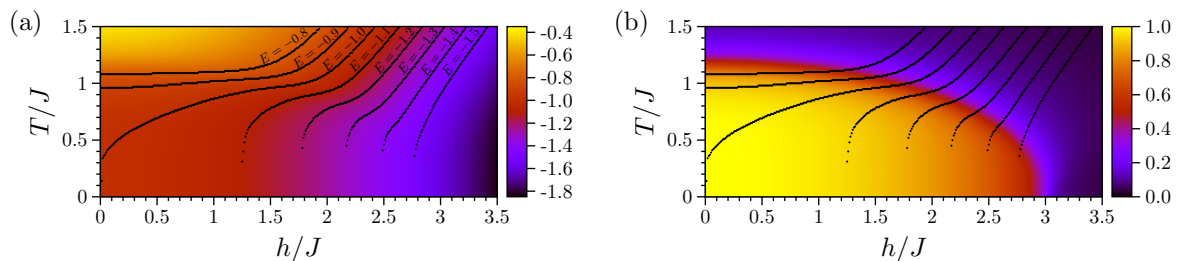 (a)
1.5
1
0.5
0
T/J
0
0.5
1
1.5
2
2.5
3
3.5
h/J
E = −0.8
E = −0.9
E = −1.0
E = −1.1
E = −1.2
E = −1.3
E = −1.4
E = −1.5
-0.4
-0.6
-0.8
-1.0
-1.2
-1.4
-1.6
-1.8
(b)
1.5
1
0.5
0
T/J
0
0.5
1
1.5
2
2.5
3
3.5
h/J
1.0
0.8
0.6
0.4
0.2
0.0